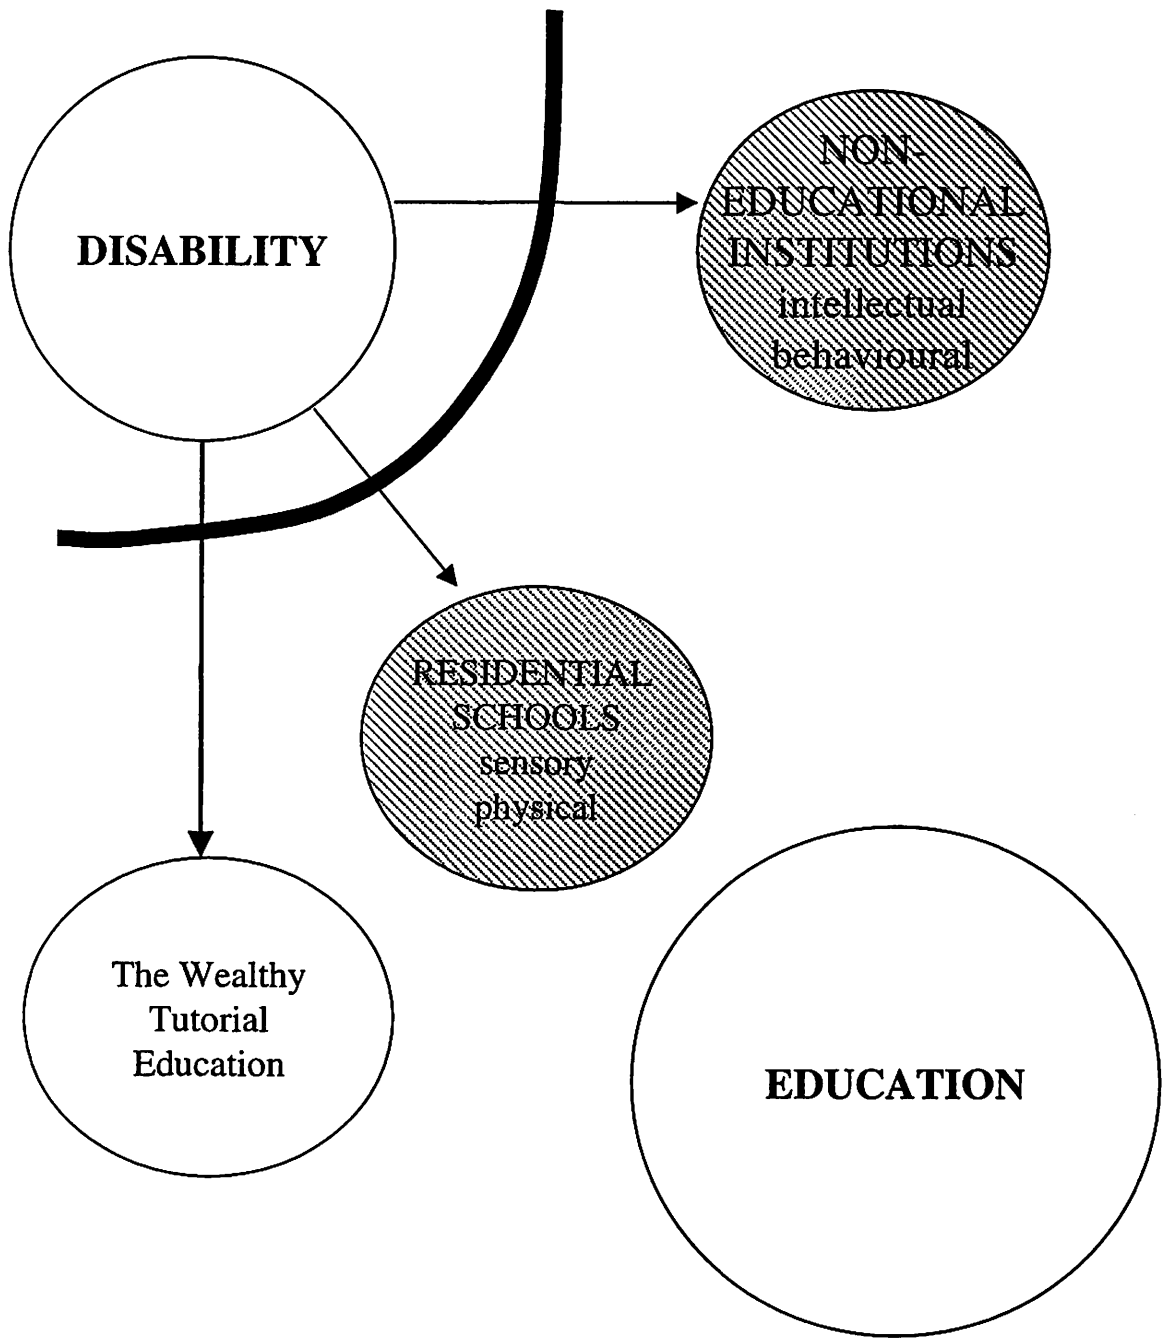 DISABILITY
NON-
EDUCATIONAL
INSTITUTIONS
intellectual
behavioural
RESIDENTIAL
SCHOOLS
sensory
physical
The Wealthy
Tutorial
Education
EDUCATION